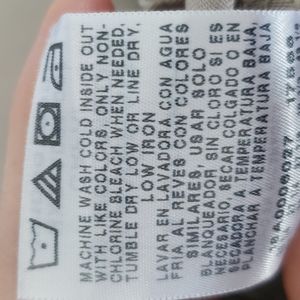 MACHINE WASH COLD INSIDE OUT
WITH LIKE COLORS, ONLY NON-
CHLORINE BLEACH WHEN NEEDED,
TUMBLE DRY LOW OR LINE DRY,
LOW IRON
LAVAR EN LAVADORA CON AGUA
FRIA AL REVES CON COLORES
SIMILARES, USAR SOLO
BLANQUEADOR SIN CLORO SI ES
NECESARIO, SECAR COLGADO O EN
SECADORA A TEMPERATURA BAJA,
PLANCHAR A TEMPERATURA BAJA